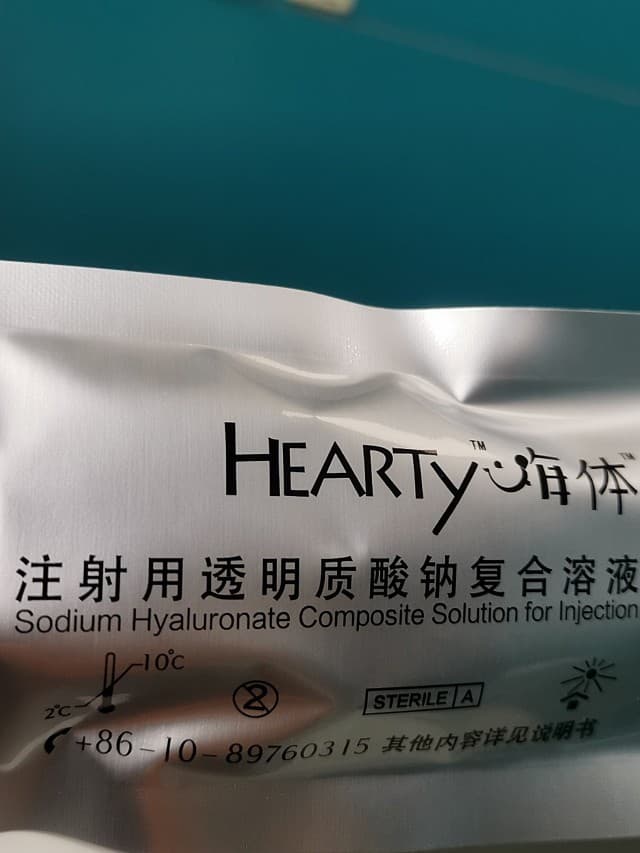 HEARTY™嗨体™
注射用透明质酸钠复合溶液
Sodium Hyaluronate Composite Solution for Injection
10℃
2℃
2
STERILE A
+86-10-89760315 其他内容详见说明书